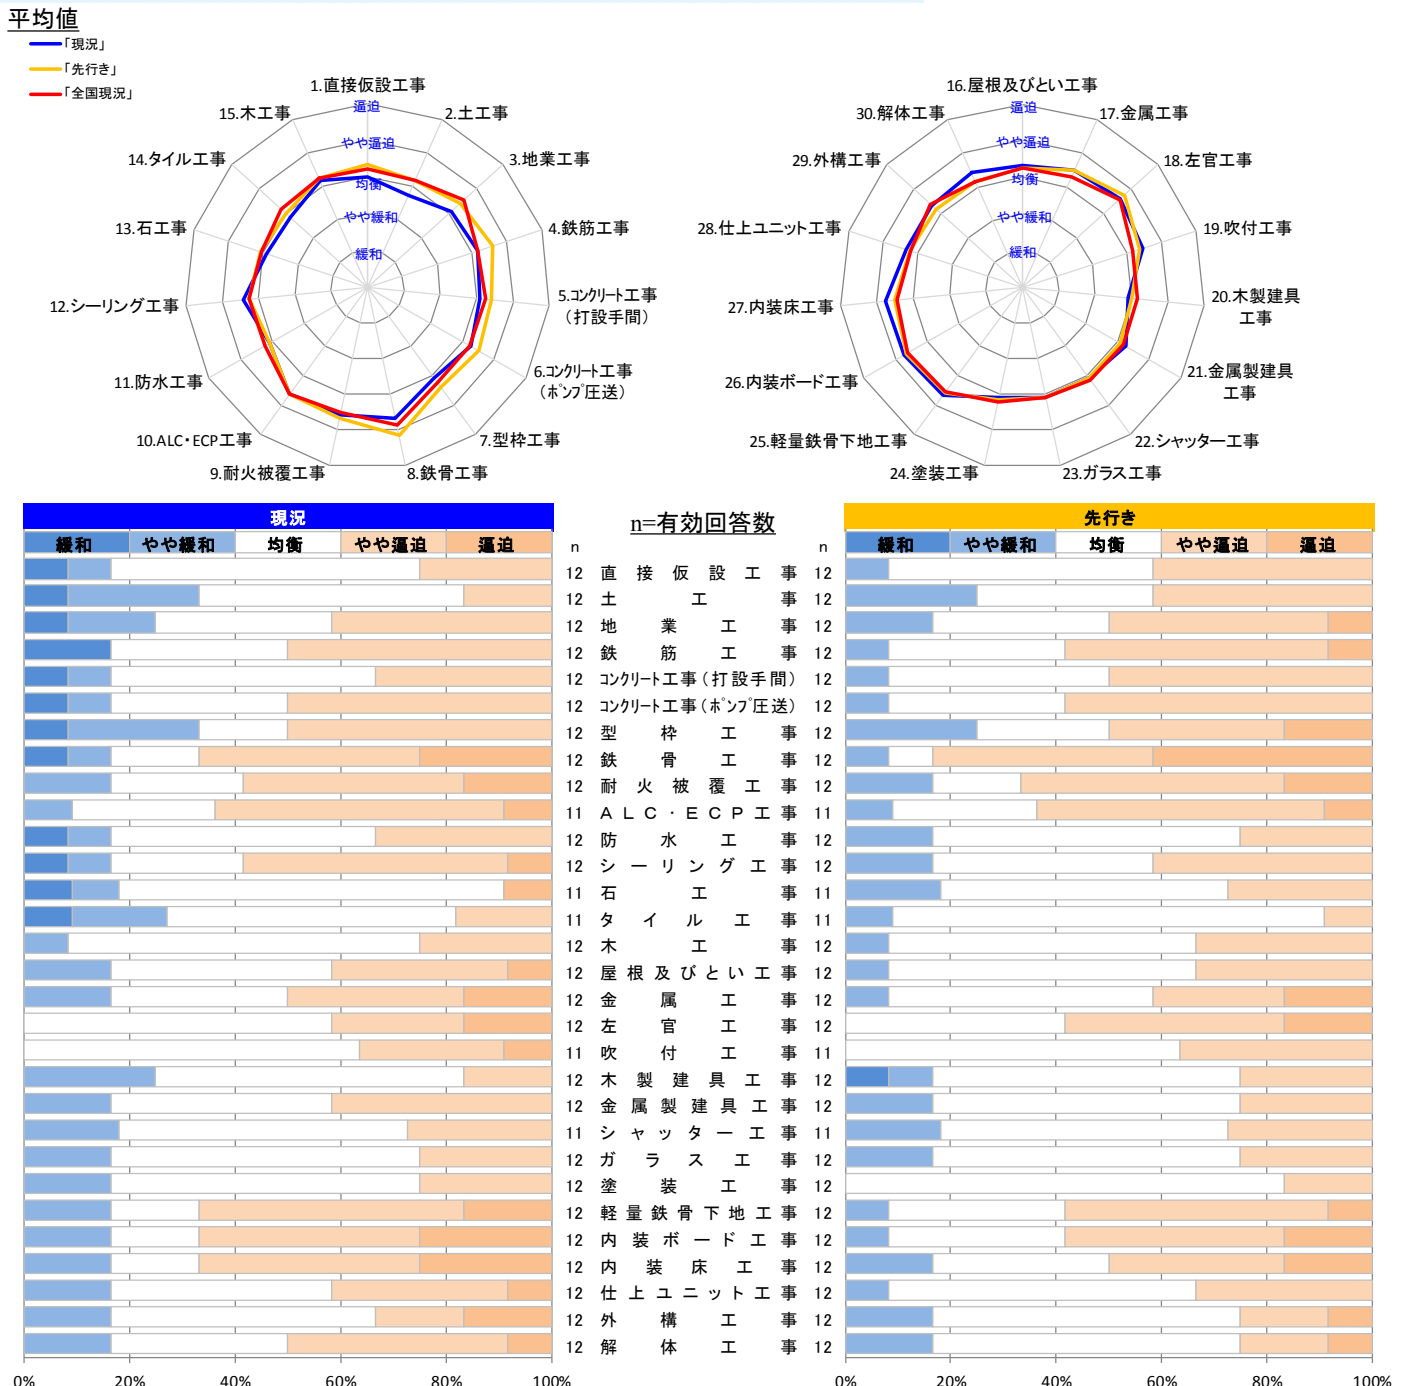 平均値
「現況」
「先行き」
「全国現況」
1.直接仮設工事
2.土工事
3.地業工事
4.鉄筋工事
5.コンクリート工事
(打設手間)
6.コンクリート工事
(ポンプ圧送)
7.型枠工事
8.鉄骨工事
9.耐火被覆工事
10.ALC・ECP工事
11.防水工事
12.シーリング工事
13.石工事
14.タイル工事
15.木工事
逼迫
やや逼迫
均衡
やや緩和
緩和
16.屋根及びとい工事
17.金属工事
18.左官工事
19.吹付工事
20.木製建具
工事
21.金属製建具
工事
22.シャッター工事
23.ガラス工事
24.塗装工事
25.軽量鉄骨下地工事
26.内装ボード工事
27.内装床工事
28.仕上ユニット工事
29.外構工事
30.解体工事
逼迫
やや逼迫
均衡
やや緩和
緩和
現況
n=有効回答数
先行き
緩和 やや緩和 均衡 やや逼迫 逼迫 n n 緩和 やや緩和 均衡 やや逼迫 逼迫
12 直接仮設工事 12
12 土工事 12
12 地業工事 12
12 鉄筋工事 12
12 コンクリート工事(打設手間) 12
12 コンクリート工事(ポンプ圧送) 12
12 型枠工事 12
12 鉄骨工事 12
12 耐火被覆工事 12
11 ALC・ECP工事 11
12 防水工事 12
12 シーリング工事 12
11 石工事 11
11 タイル工事 11
12 木工事 12
12 屋根及びとい工事 12
12 金属工事 12
12 左官工事 12
11 吹付工事 11
12 木製建具工事 12
12 金属製建具工事 12
11 シャッター工事 11
12 ガラス工事 12
12 塗装工事 12
12 軽量鉄骨下地工事 12
12 内装ボード工事 12
12 内装床工事 12
12 仕上ユニット工事 12
12 外構工事 12
12 解体工事 12
0% 20% 40% 60% 80% 100% 0% 20% 40% 60% 80% 100%